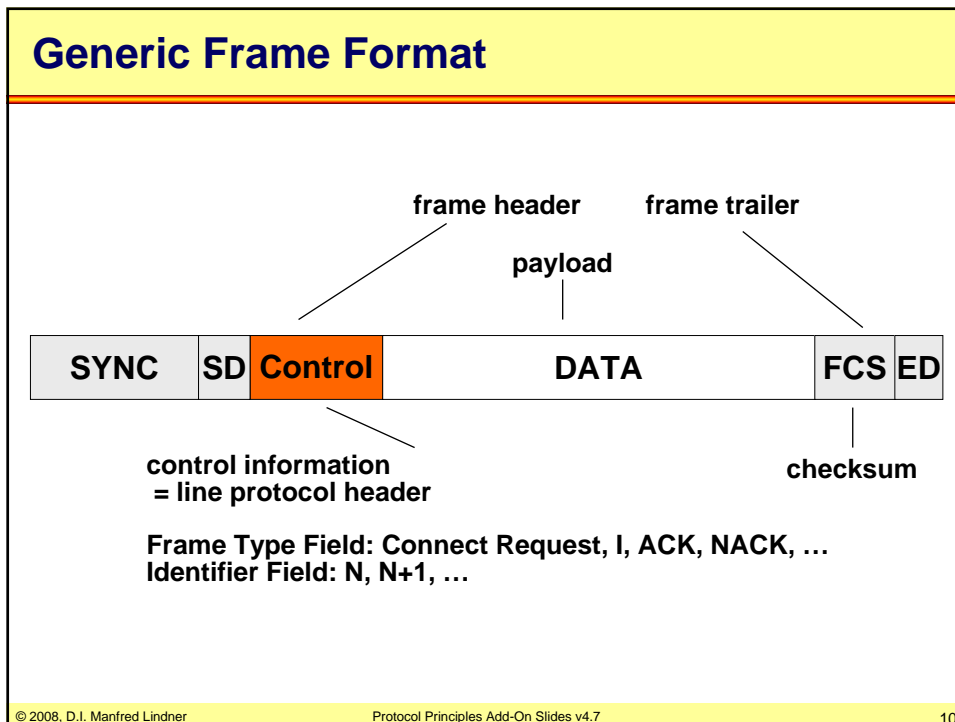 Generic Frame Format
frame header frame trailer
payload
SYNC SD Control DATA FCS ED
control information
= line protocol header
checksum
Frame Type Field: Connect Request, I, ACK, NACK, …
Identifier Field: N, N+1, …
© 2008, D.I. Manfred Lindner Protocol Principles Add-On Slides v4.7 10